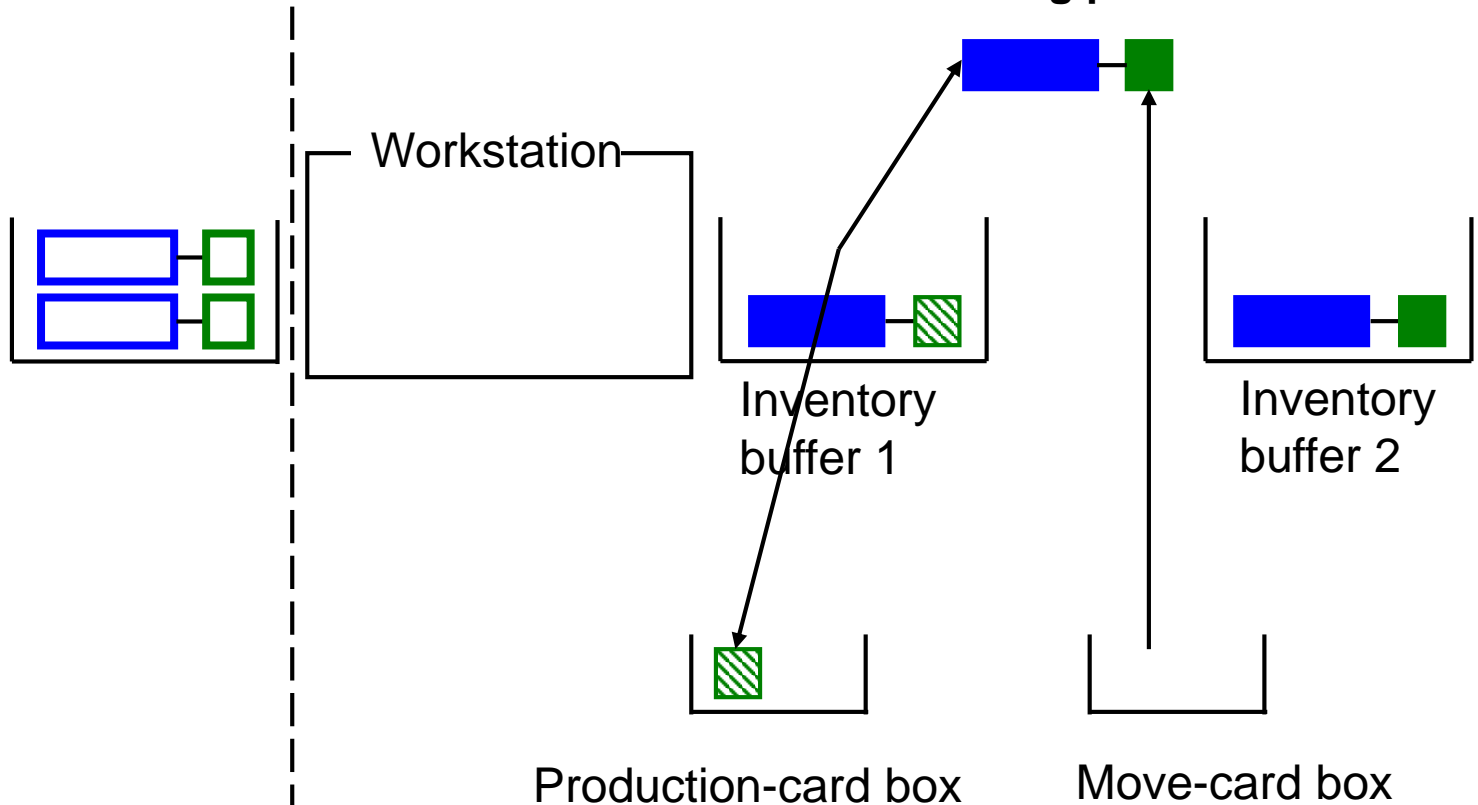 Workstation
Inventory
buffer 1
Inventory
buffer 2
Production-card box
Move-card box